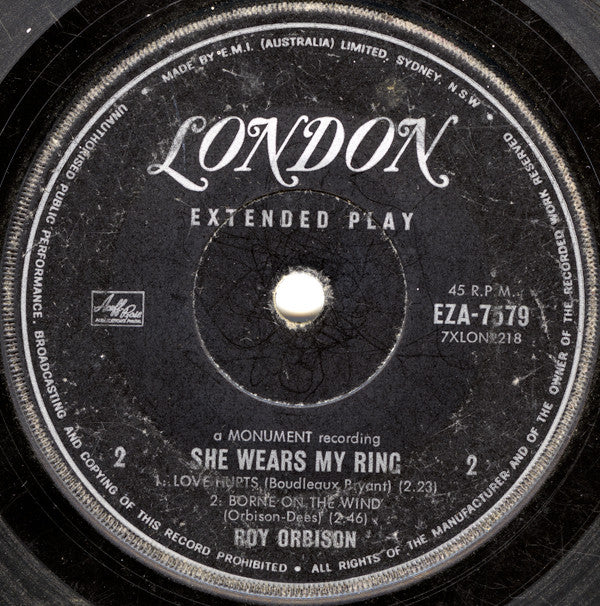 MADE BY E.M.I. (AUSTRALIA) LIMITED. SYDNEY. N.S.W.
LONDON
EXTENDED PLAY
45 R.P.M.
EZA-7579
7XLON 218
a MONUMENT recording
2 SHE WEARS MY RING 2
1: LOVE HURTS (Boudleaux Bryant) (2.23)
2: BORNE ON THE WIND
(Orbison-Dees) (2.46)
ROY ORBISON
UNAUTHORISED PUBLIC PERFORMANCE, BROADCASTING AND COPYING OF THIS RECORD PROHIBITED • ALL RIGHTS OF THE MANUFACTURER AND OF THE OWNER OF THE RECORDED WORK RESERVED